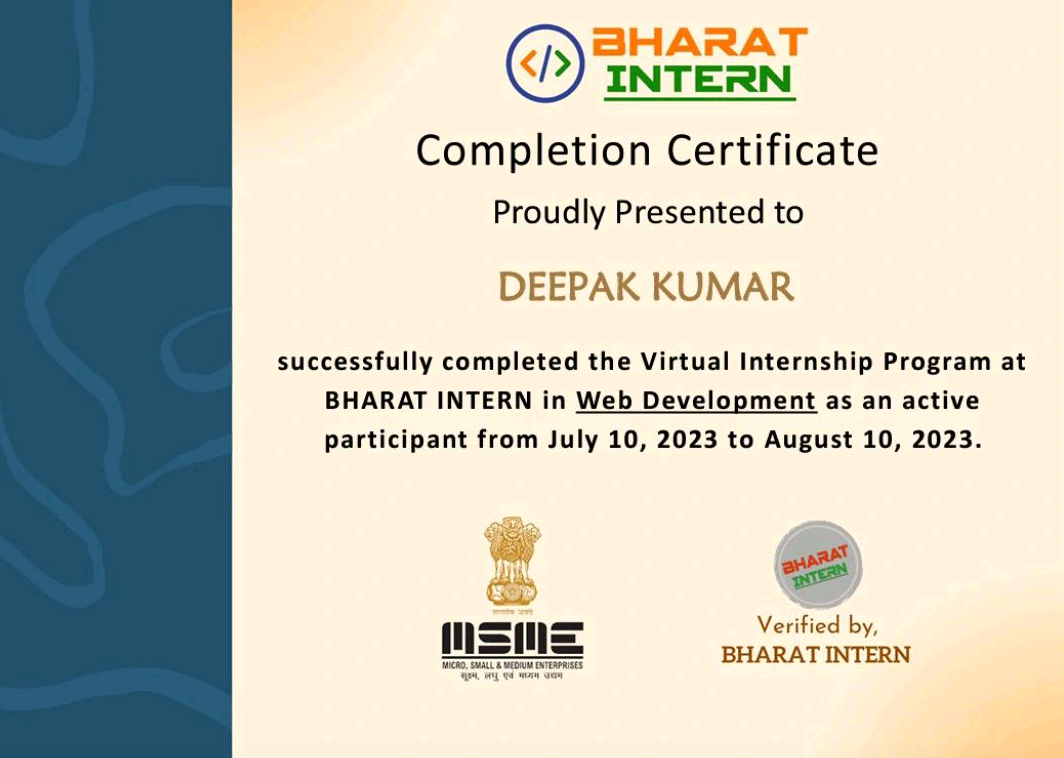 </> BHARAT
INTERN
Completion Certificate
Proudly Presented to
DEEPAK KUMAR
successfully completed the Virtual Internship Program at
BHARAT INTERN in Web Development as an active
participant from July 10, 2023 to August 10, 2023.
सत्यमेव जयते
MSME
MICRO, SMALL & MEDIUM ENTERPRISES
सूक्ष्म, लघु एवं मध्यम उद्यम
BHARAT
INTERN
Verified by,
BHARAT INTERN